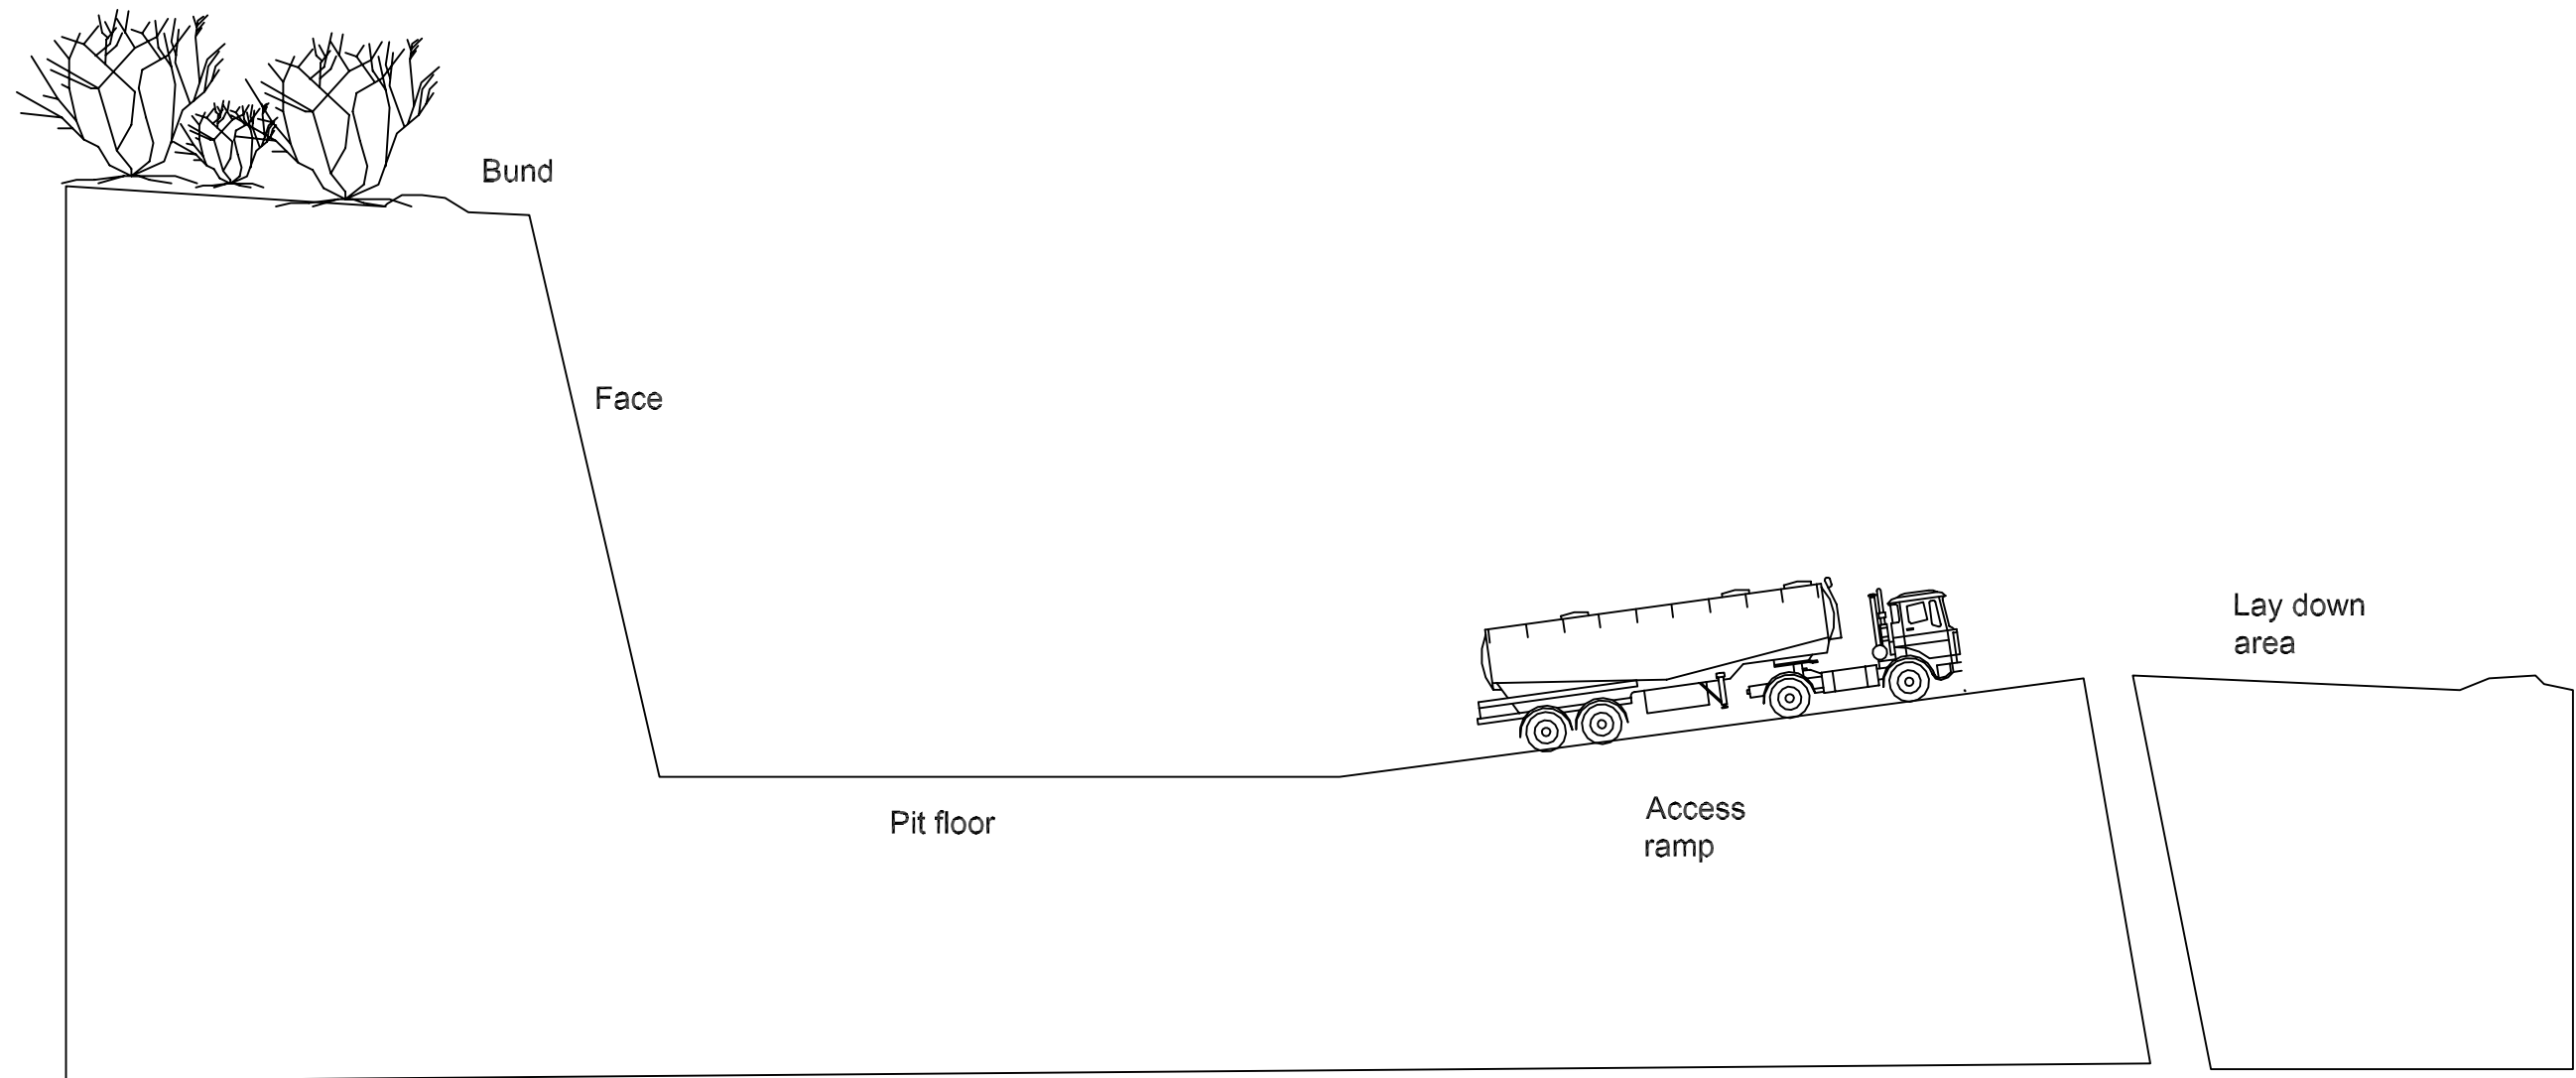 Bund
Face
Lay down
area
Pit floor
Access
ramp